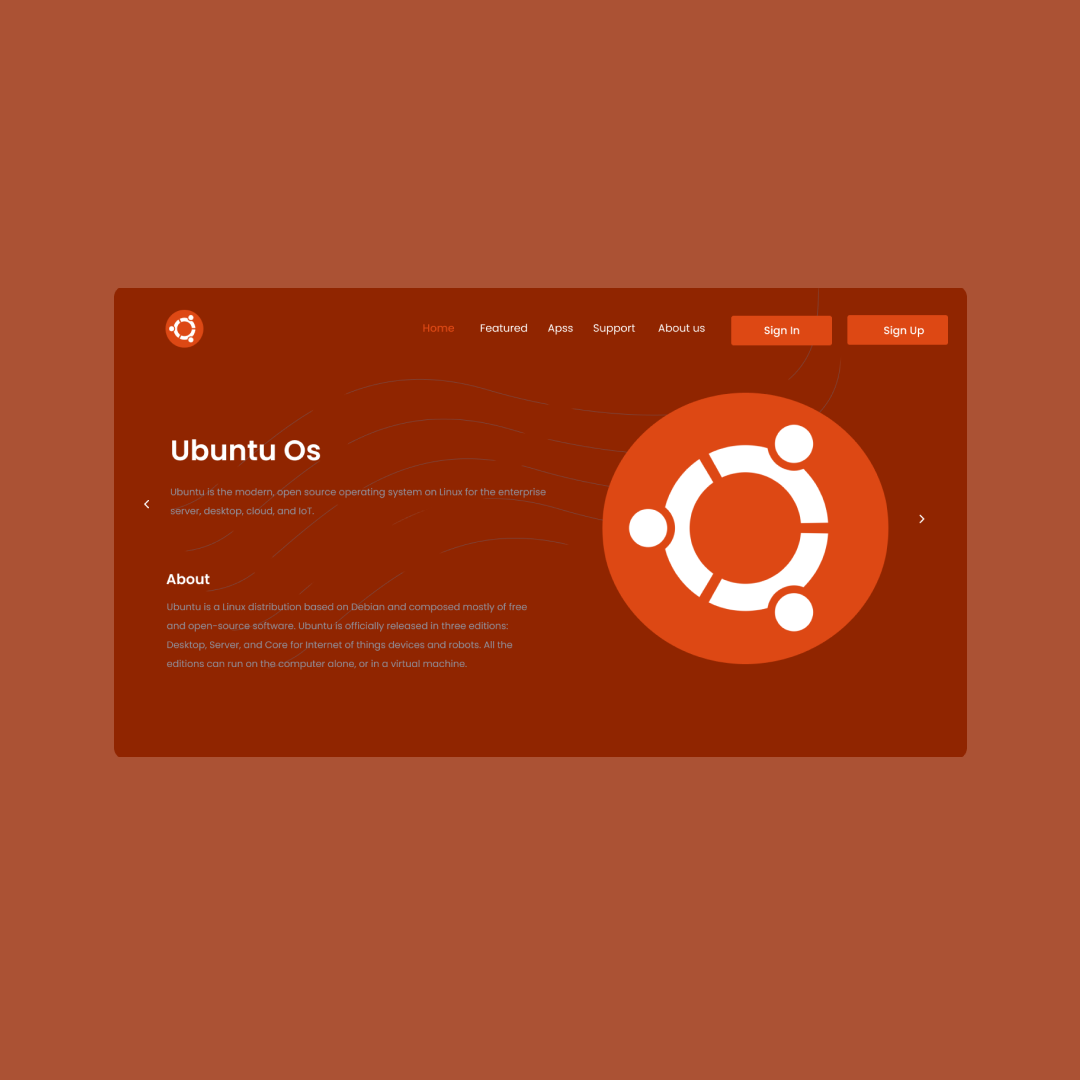 Home Featured Apss Support About us Sign In Sign Up
Ubuntu Os
Ubuntu is the modern, open source operating system on Linux for the enterprise
server, desktop, cloud, and IoT.
About
Ubuntu is a Linux distribution based on Debian and composed mostly of free
and open-source software. Ubuntu is officially released in three editions:
Desktop, Server, and Core for Internet of things devices and robots. All the
editions can run on the computer alone, or in a virtual machine.